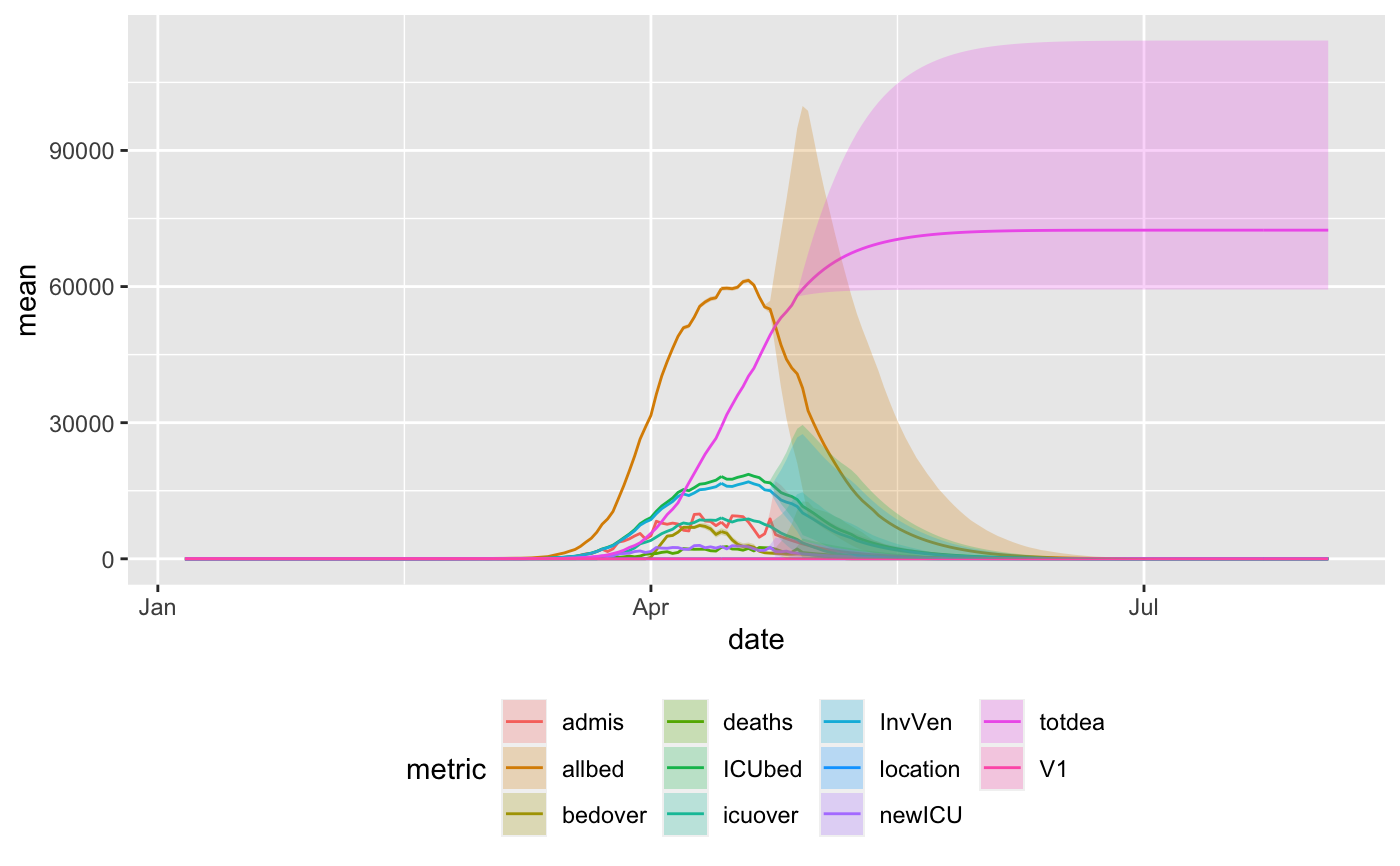 mean
90000
60000
30000
0
Jan Apr Jul
date
metric
admis deaths InvVen totdea
allbed ICUbed location V1
bedover icuover newICU